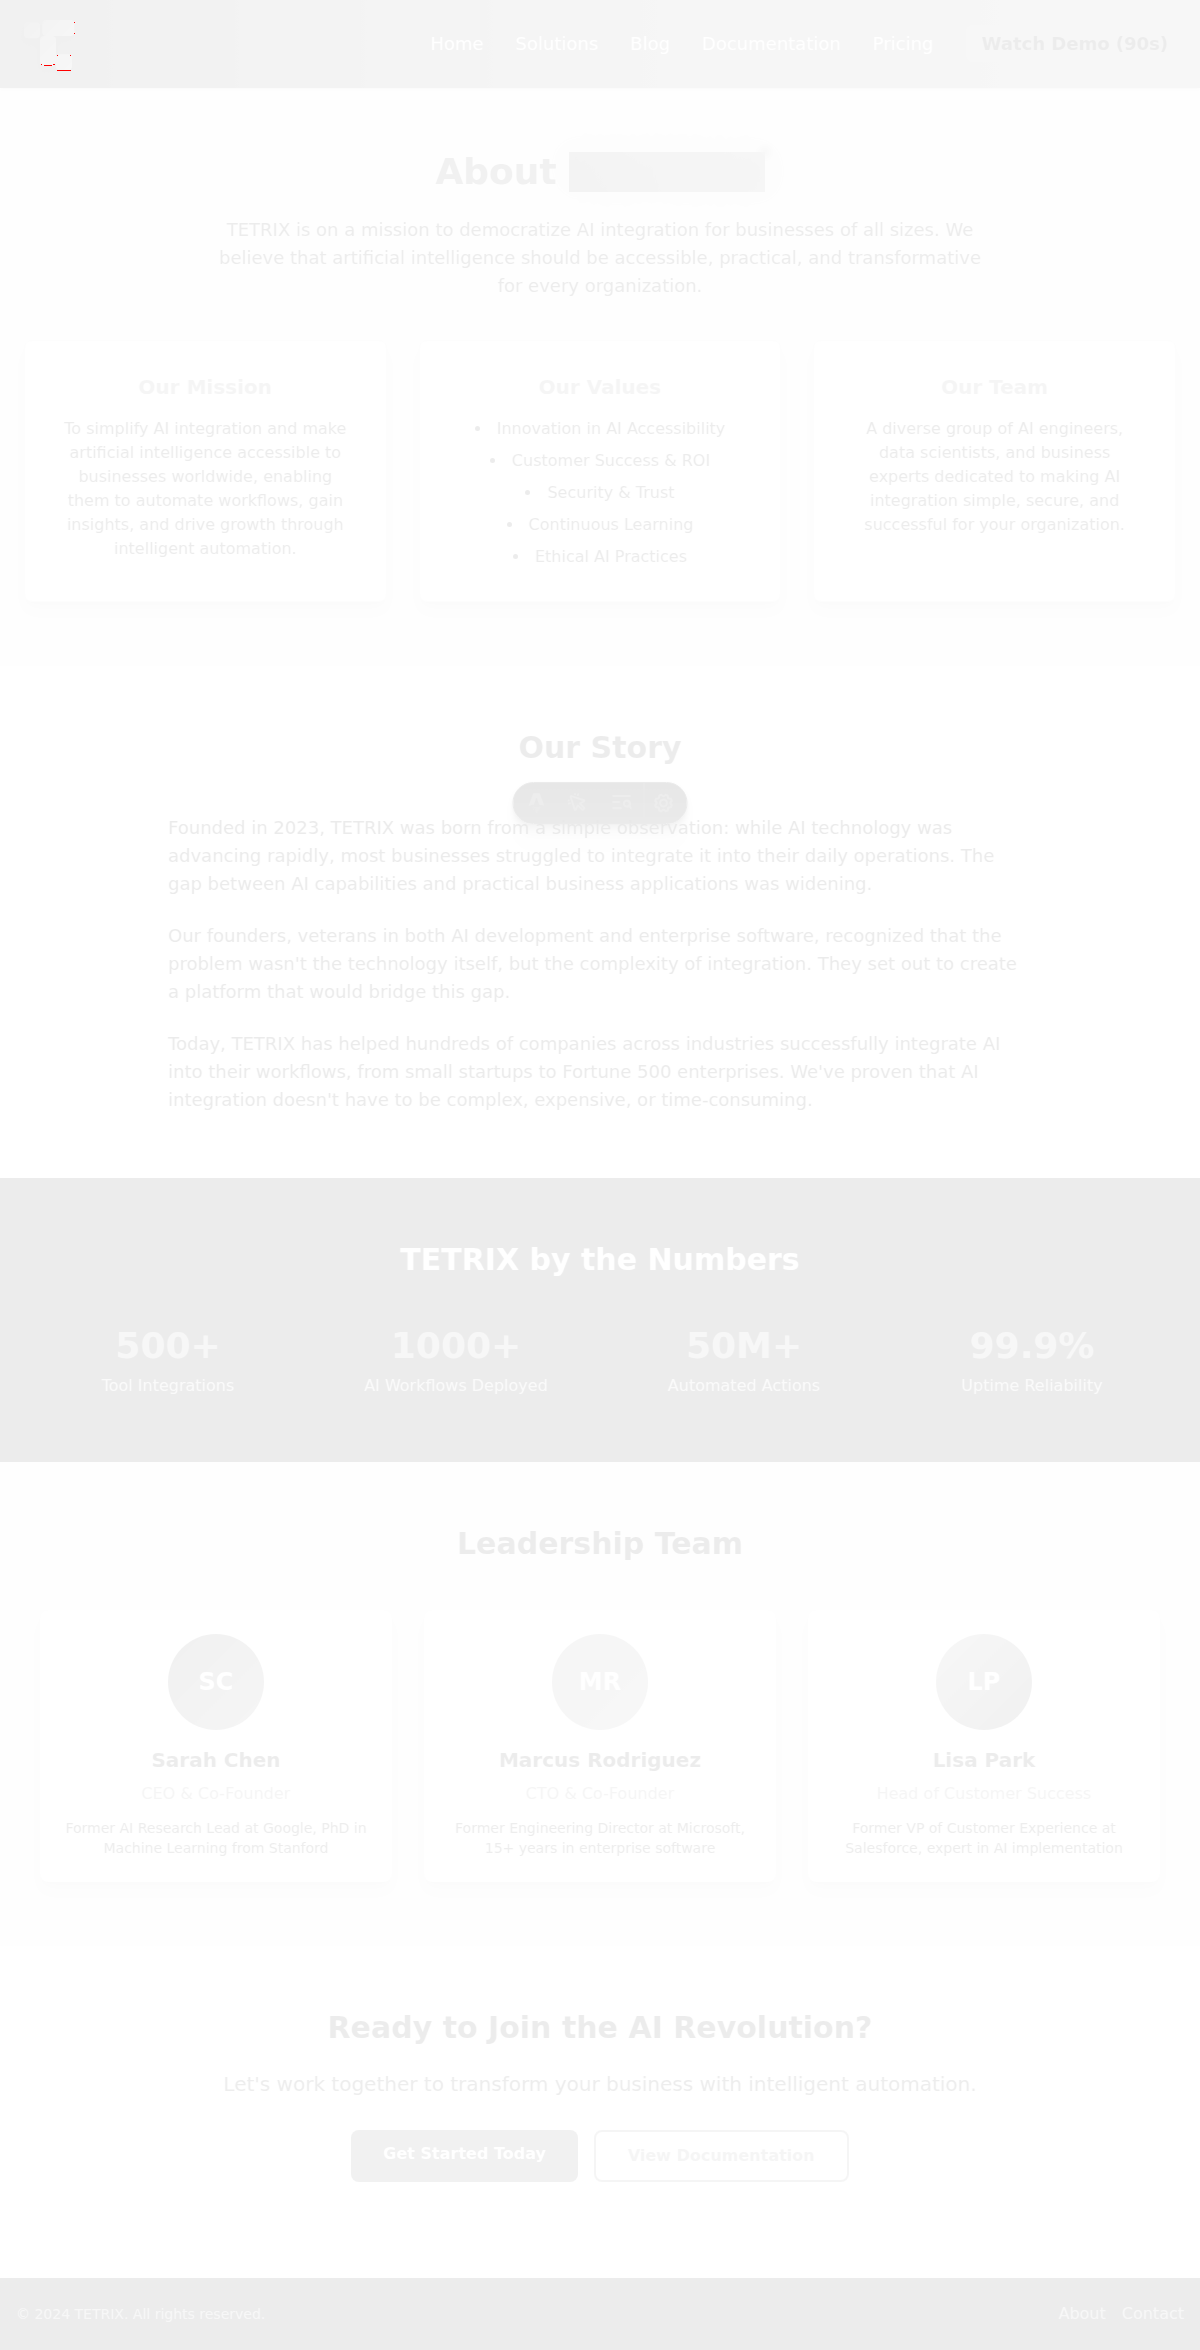 Home Solutions Blog Documentation Pricing Watch Demo (90s)
About
TETRIX is on a mission to democratize AI integration for businesses of all sizes. We
believe that artificial intelligence should be accessible, practical, and transformative
for every organization.
Our Mission
To simplify AI integration and make
artificial intelligence accessible to
businesses worldwide, enabling
them to automate workflows, gain
insights, and drive growth through
intelligent automation.
Our Values
• Innovation in AI Accessibility
• Customer Success & ROI
• Security & Trust
• Continuous Learning
• Ethical AI Practices
Our Team
A diverse group of AI engineers,
data scientists, and business
experts dedicated to making AI
integration simple, secure, and
successful for your organization.
Our Story
Founded in 2023, TETRIX was born from a simple observation: while AI technology was
advancing rapidly, most businesses struggled to integrate it into their daily operations. The
gap between AI capabilities and practical business applications was widening.
Our founders, veterans in both AI development and enterprise software, recognized that the
problem wasn't the technology itself, but the complexity of integration. They set out to create
a platform that would bridge this gap.
Today, TETRIX has helped hundreds of companies across industries successfully integrate AI
into their workflows, from small startups to Fortune 500 enterprises. We've proven that AI
integration doesn't have to be complex, expensive, or time-consuming.
TETRIX by the Numbers
500+
Tool Integrations
1000+
AI Workflows Deployed
50M+
Automated Actions
99.9%
Uptime Reliability
Leadership Team
SC
Sarah Chen
CEO & Co-Founder
Former AI Research Lead at Google, PhD in
Machine Learning from Stanford
MR
Marcus Rodriguez
CTO & Co-Founder
Former Engineering Director at Microsoft,
15+ years in enterprise software
LP
Lisa Park
Head of Customer Success
Former VP of Customer Experience at
Salesforce, expert in AI implementation
Ready to Join the AI Revolution?
Let's work together to transform your business with intelligent automation.
Get Started Today
View Documentation
© 2024 TETRIX. All rights reserved.
About Contact